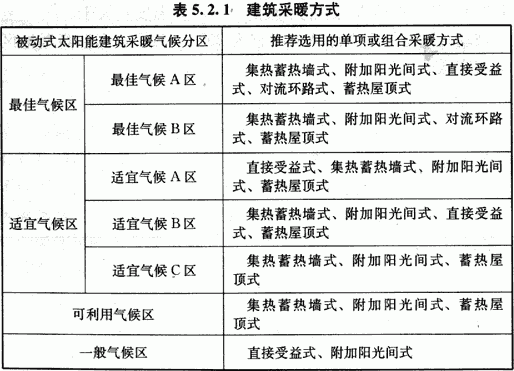 表 5.2.1 建筑采暖方式
被动式太阳能建筑采暖气候分区
推荐选用的单项或组合采暖方式
最佳气候区
最佳气候 A 区
集热蓄热墙式、附加阳光间式、直接受益
式、对流环路式、蓄热屋顶式
最佳气候 B 区
集热蓄热墙式、附加阳光间式、对流环路
式、蓄热屋顶式
适宜气候区
适宜气候 A 区
直接受益式、集热蓄热墙式、附加阳光间
式、蓄热屋顶式
适宜气候 B 区
集热蓄热墙式、附加阳光间式、直接受益
式、蓄热屋顶式
适宜气候 C 区
集热蓄热墙式、附加阳光间式、蓄热屋
顶式
可利用气候区
集热蓄热墙式、附加阳光间式、蓄热屋
顶式
一般气候区
直接受益式、附加阳光间式